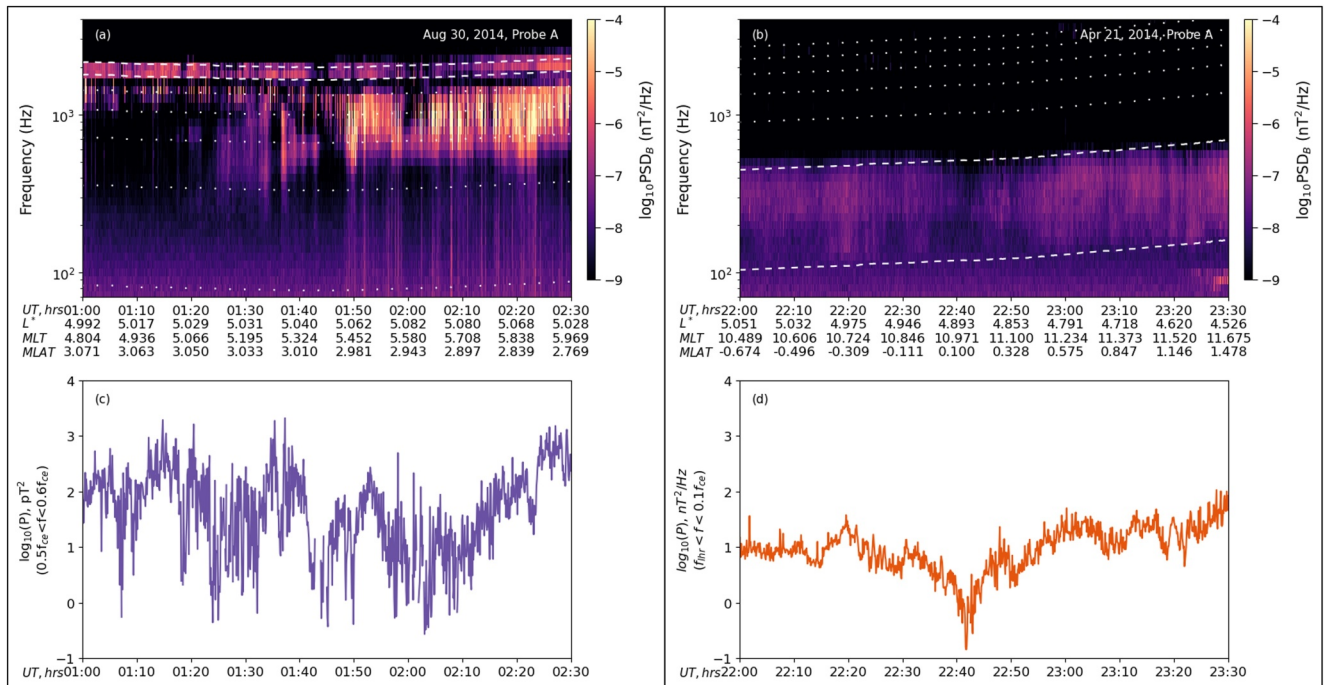 (a)
Aug 30, 2014, Probe A
Frequency (Hz)
10³
10²
−4
−5
−6
−7
−8
−9
log₁₀PSD_B (nT²/Hz)
UT, hrs 01:00 01:10 01:20 01:30 01:40 01:50 02:00 02:10 02:20 02:30
L* 4.992 5.017 5.029 5.031 5.040 5.062 5.082 5.080 5.068 5.028
MLT 4.804 4.936 5.066 5.195 5.324 5.452 5.580 5.708 5.838 5.969
MLAT 3.071 3.063 3.050 3.033 3.010 2.981 2.943 2.897 2.839 2.769
(b)
Apr 21, 2014, Probe A
Frequency (Hz)
10³
10²
−4
−5
−6
−7
−8
−9
log₁₀PSD_B (nT²/Hz)
UT, hrs 22:00 22:10 22:20 22:30 22:40 22:50 23:00 23:10 23:20 23:30
L* 5.051 5.032 4.975 4.946 4.893 4.853 4.791 4.718 4.620 4.526
MLT 10.489 10.606 10.724 10.846 10.971 11.100 11.234 11.373 11.520 11.675
MLAT -0.674 -0.496 -0.309 -0.111 0.100 0.328 0.575 0.847 1.146 1.478
(c)
log₁₀(P), pT²
(0.5f_ce<f<0.6f_ce)
4
3
2
1
0
−1
UT, hrs 01:00 01:10 01:20 01:30 01:40 01:50 02:00 02:10 02:20 02:30
(d)
log₁₀(P), nT²/Hz
(f_lhr < f < 0.1f_ce)
4
3
2
1
0
−1
UT, hrs 22:00 22:10 22:20 22:30 22:40 22:50 23:00 23:10 23:20 23:30